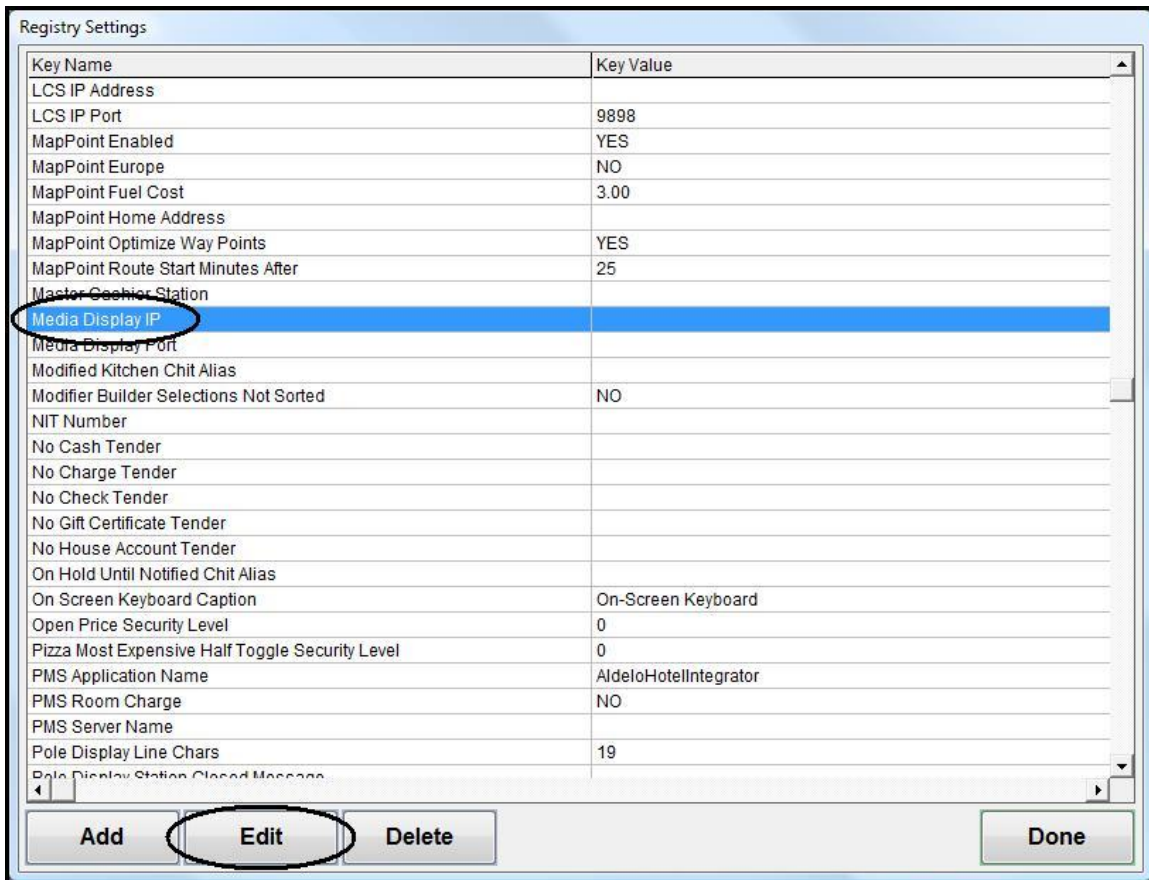 Registry Settings
Key Name Key Value
LCS IP Address
LCS IP Port 9898
MapPoint Enabled YES
MapPoint Europe NO
MapPoint Fuel Cost 3.00
MapPoint Home Address
MapPoint Optimize Way Points YES
MapPoint Route Start Minutes After 25
Master Cashier Station
Media Display IP
Media Display Port
Modified Kitchen Chit Alias
Modifier Builder Selections Not Sorted NO
NIT Number
No Cash Tender
No Charge Tender
No Check Tender
No Gift Certificate Tender
No House Account Tender
On Hold Until Notified Chit Alias
On Screen Keyboard Caption On-Screen Keyboard
Open Price Security Level 0
Pizza Most Expensive Half Toggle Security Level 0
PMS Application Name AldeloHotelIntegrator
PMS Room Charge NO
PMS Server Name
Pole Display Line Chars 19
Pole Display Station Closed Message
Add Edit Delete Done